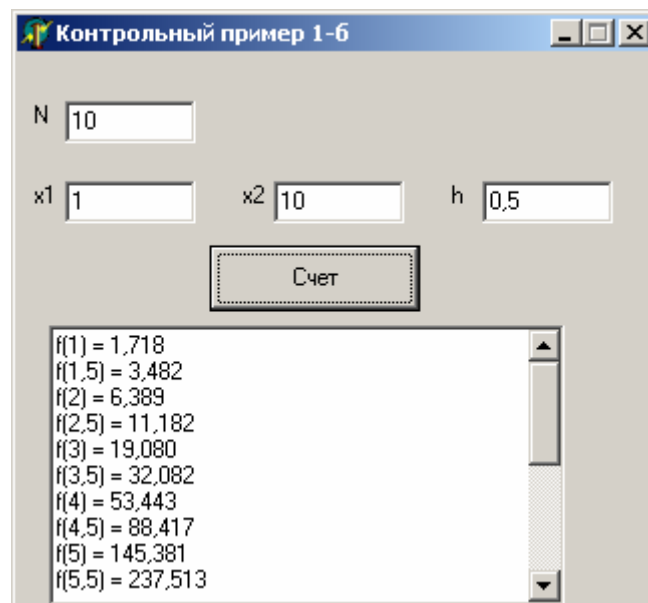 Контрольный пример 1-6
N 10
x1 1 x2 10 h 0,5
Счет
f(1) = 1,718
f(1,5) = 3,482
f(2) = 6,389
f(2,5) = 11,182
f(3) = 19,080
f(3,5) = 32,082
f(4) = 53,443
f(4,5) = 88,417
f(5) = 145,381
f(5,5) = 237,513